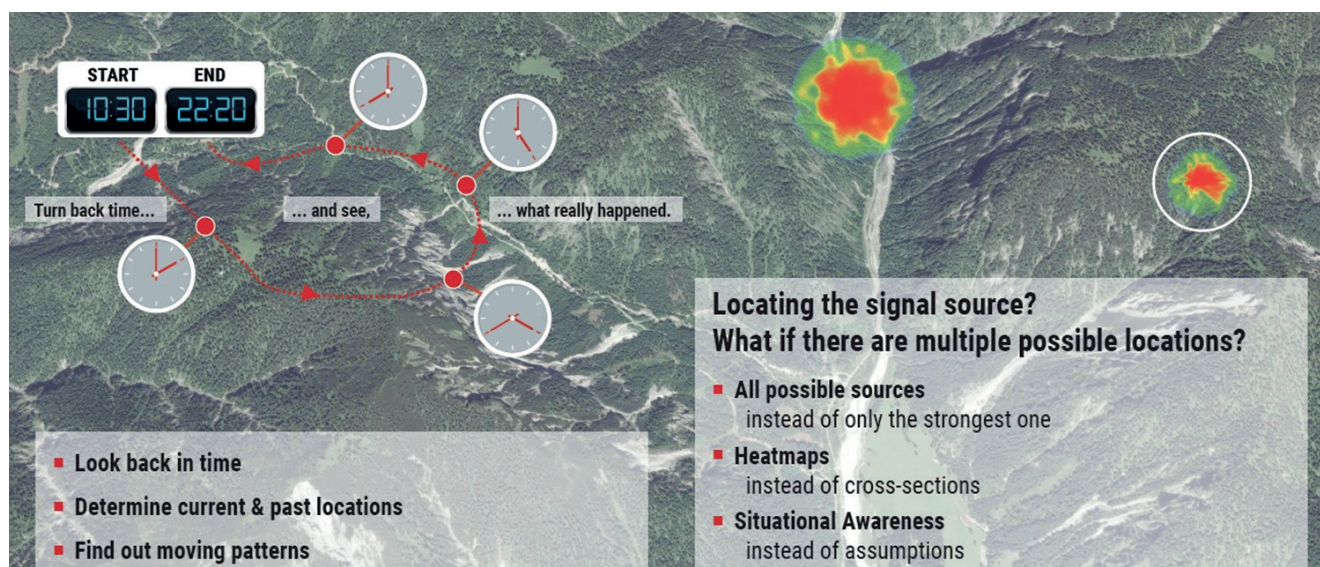 START
END
10:30
22:20
Turn back time...
... and see,
... what really happened.
Look back in time
Determine current & past locations
Find out moving patterns
Locating the signal source?
What if there are multiple possible locations?
All possible sources
instead of only the strongest one
Heatmaps
instead of cross-sections
Situational Awareness
instead of assumptions